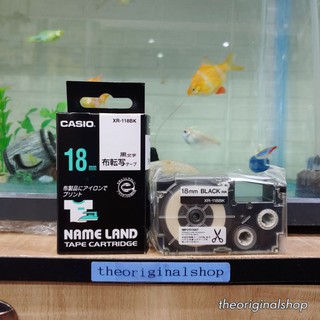 XR-118BK
CASIO
黒文字
18mm
布転写テープ
布製品にアイロンで
プリント
NAME LAND
TAPE CARTRIDGE
18mm BLACK
XR-118BK
theoriginalshop
theoriginalshop